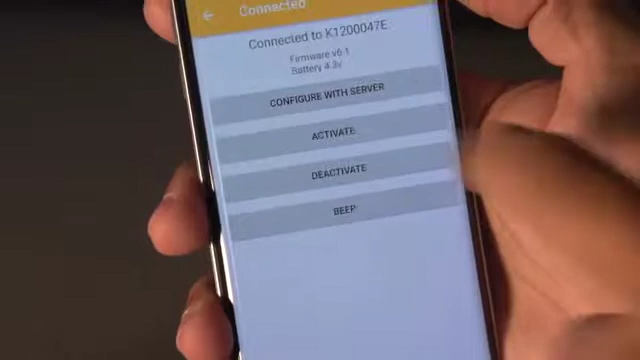 Connected
Connected to K1200047E
Firmware v6.1
Battery 4.3v
CONFIGURE WITH SERVER
ACTIVATE
DEACTIVATE
BEEP